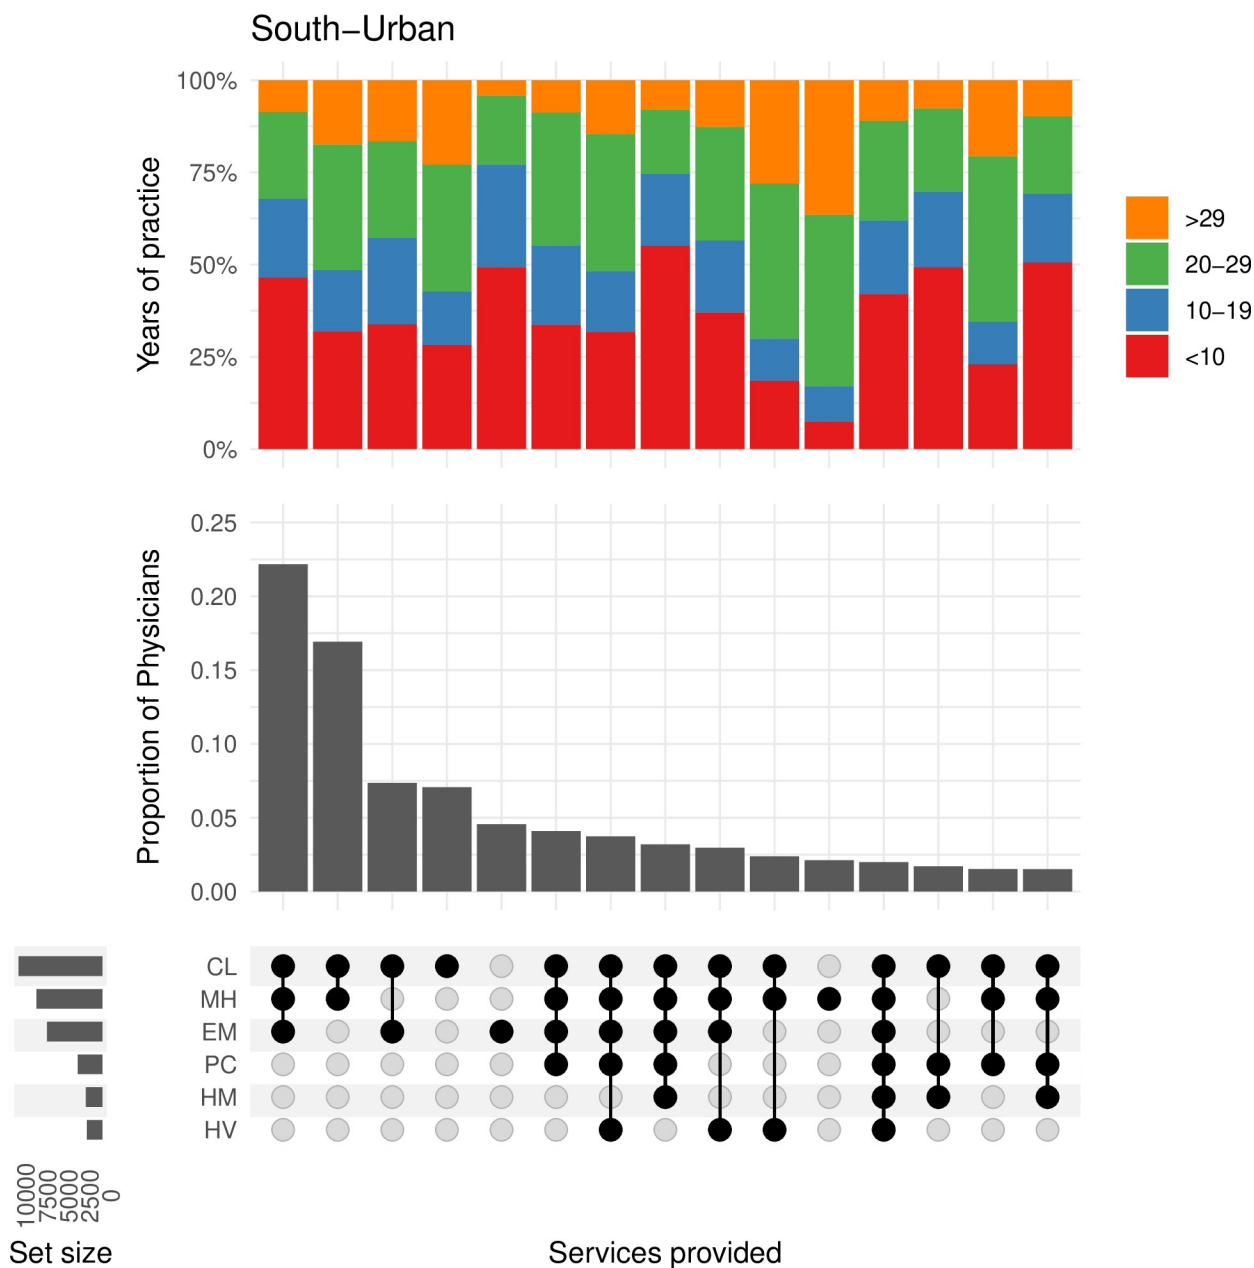 South−Urban
Years of practice
100%
75%
50%
25%
0%
>29
20−29
10−19
<10
Proportion of Physicians
0.25
0.20
0.15
0.10
0.05
0.00
CL
MH
EM
PC
HM
HV
10000
7500
5000
2500
0
Set size
Services provided